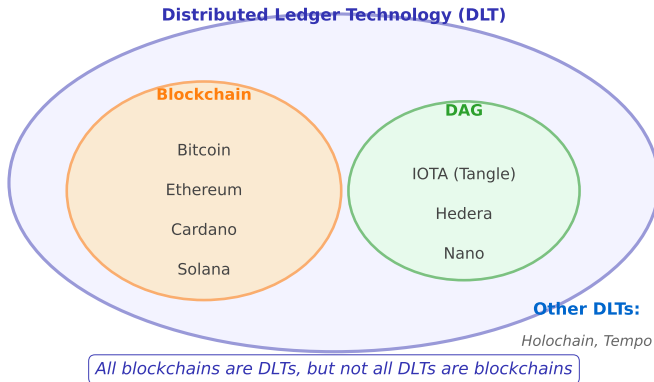 Distributed Ledger Technology (DLT)
Blockchain
Bitcoin
Ethereum
Cardano
Solana
DAG
IOTA (Tangle)
Hedera
Nano
Other DLTs:
Holochain, Tempo
All blockchains are DLTs, but not all DLTs are blockchains